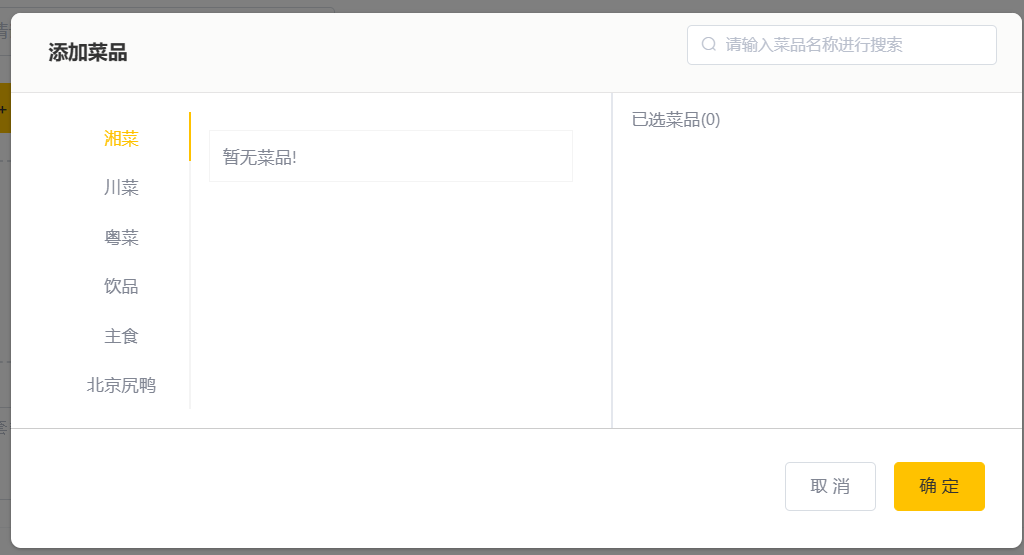 添加菜品
请输入菜品名称进行搜索
湘菜
川菜
粤菜
饮品
主食
北京尻鸭
暂无菜品!
已选菜品(0)
取 消
确 定